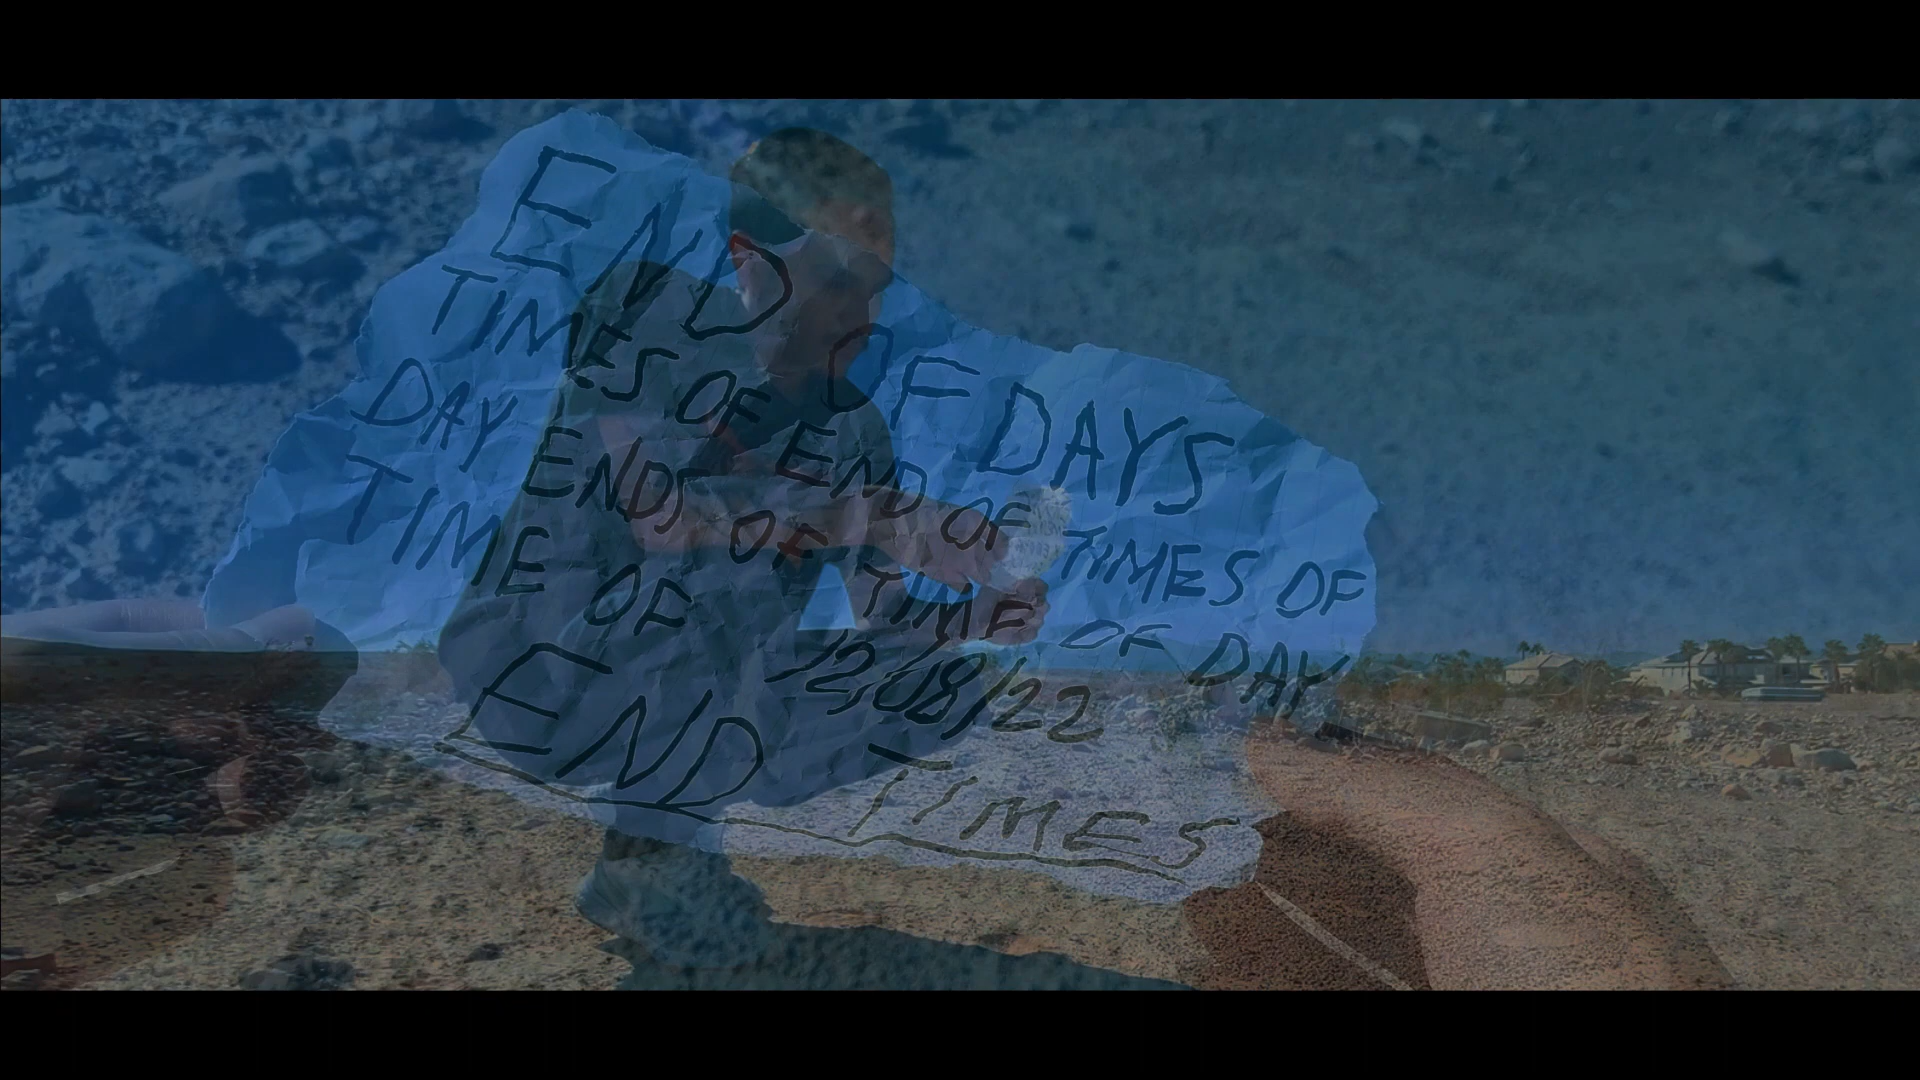 END OF DAYS
TIMES OF END OF TIMES OF
DAY ENDS OF TIME OF DAY
TIME OF 12/08/22
END TIMES